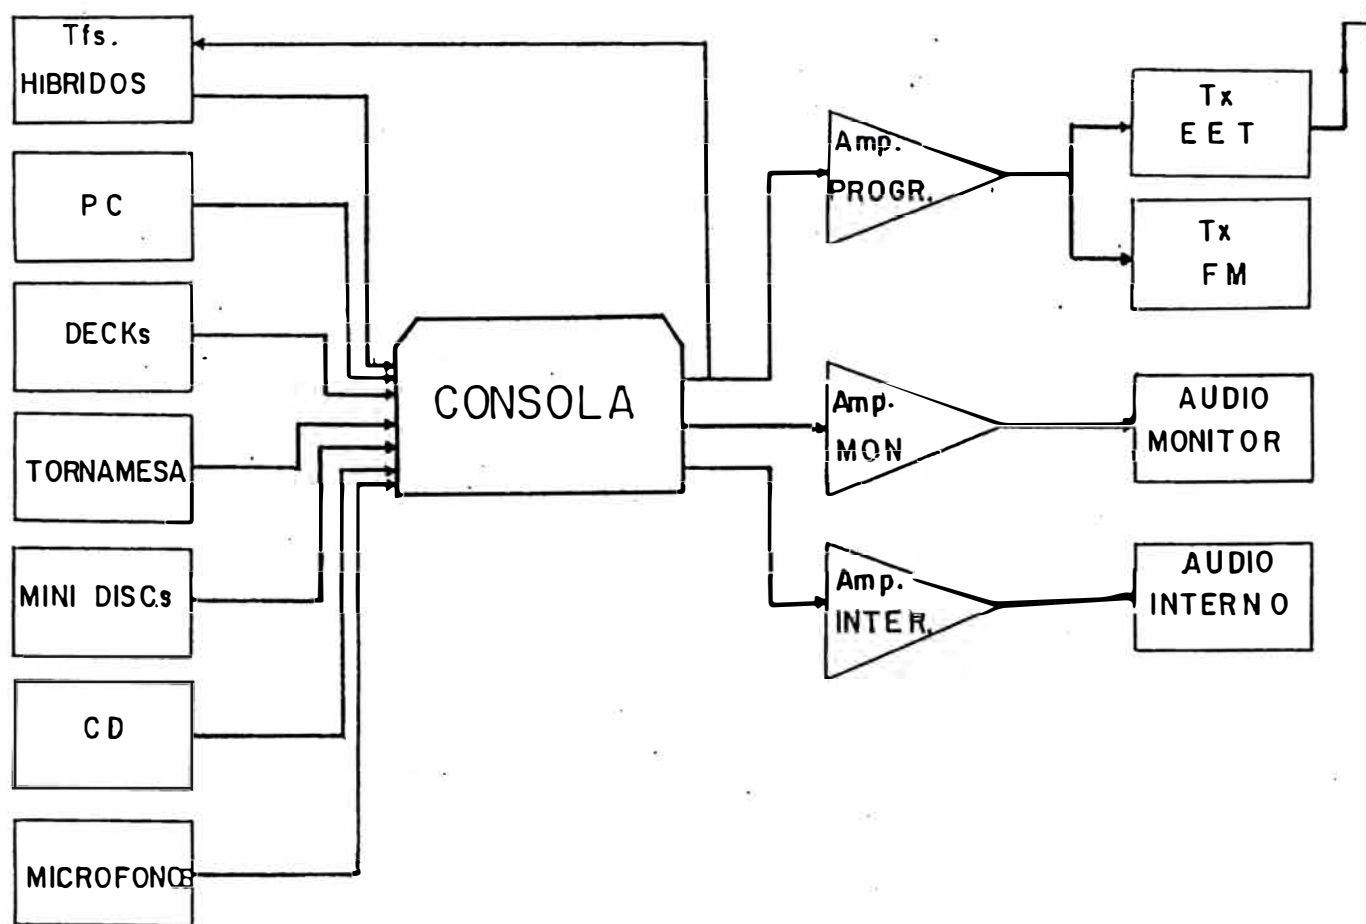 Tfs.
HIBRIDOS
PC
DECKs
TORNAMESA
MINI DISC.s
CD
MICROFONOS
CONSOLA
Amp.
PROGR.
Amp.
MON
Amp.
INTER.
Tx
EET
Tx
FM
AUDIO
MONITOR
AUDIO
INTERNO